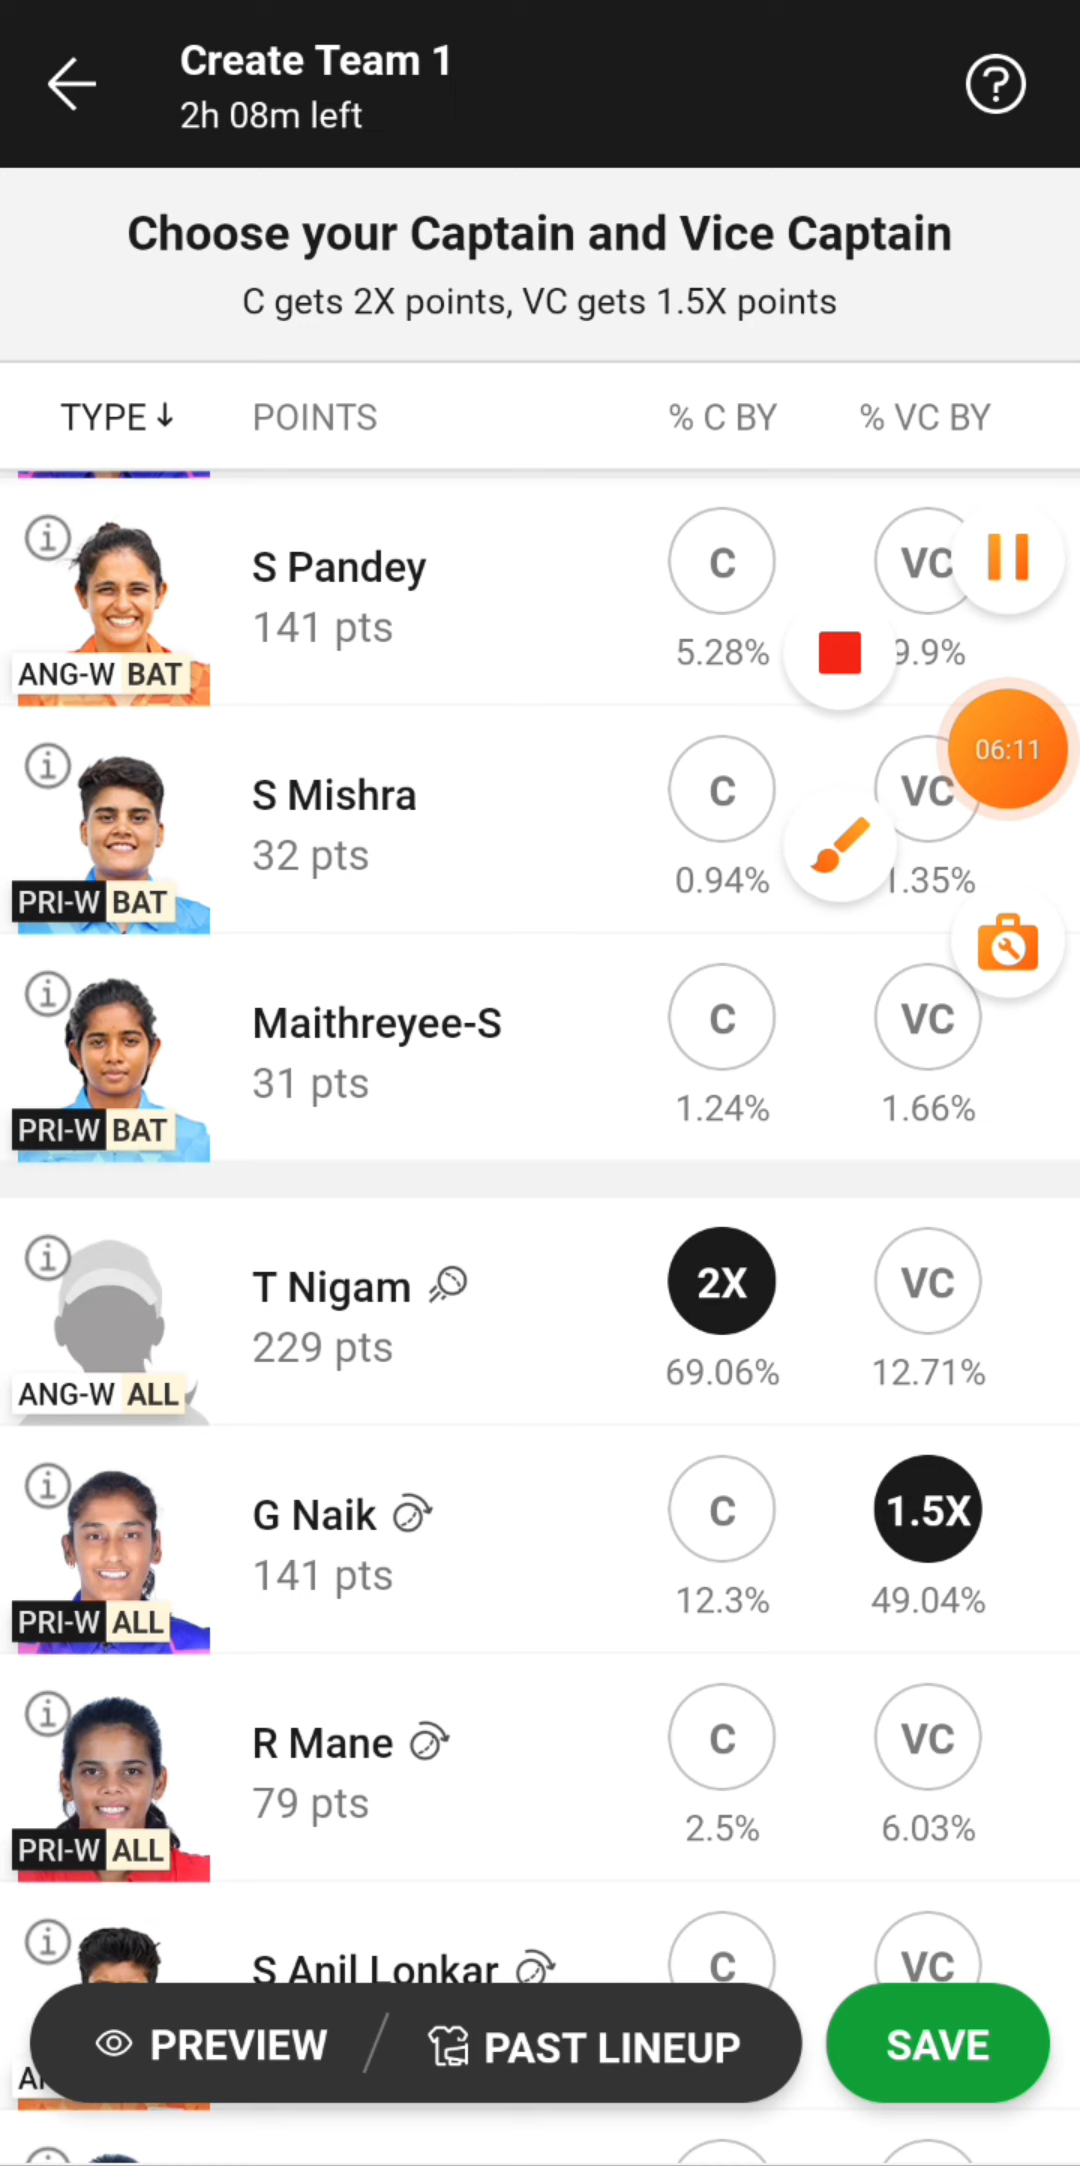 Create Team 1
2h 08m left
Choose your Captain and Vice Captain
C gets 2X points, VC gets 1.5X points
TYPE↓ POINTS % C BY % VC BY
S Pandey
141 pts
ANG-W BAT
C
5.28%
VC
9.9%
06:11
S Mishra
32 pts
PRI-W BAT
C
0.94%
VC
1.35%
Maithreyee-S
31 pts
PRI-W BAT
C
1.24%
VC
1.66%
T Nigam
229 pts
ANG-W ALL
2X
69.06%
VC
12.71%
G Naik
141 pts
PRI-W ALL
C
12.3%
1.5X
49.04%
R Mane
79 pts
PRI-W ALL
C
2.5%
VC
6.03%
S Anil Lonkar
C
VC
PREVIEW / PAST LINEUP
SAVE